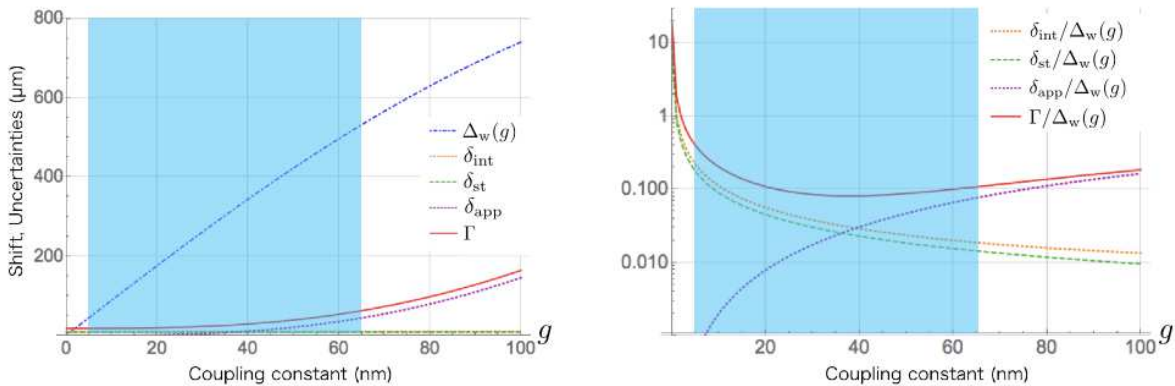 Shift, Uncertainties (μm)
800
600
400
200
0
20
40
60
80
100
g
Coupling constant (nm)
Δw(g)
δint
δst
δapp
Γ
10
1
0.100
0.010
20
40
60
80
100
g
Coupling constant (nm)
δint/Δw(g)
δst/Δw(g)
δapp/Δw(g)
Γ/Δw(g)